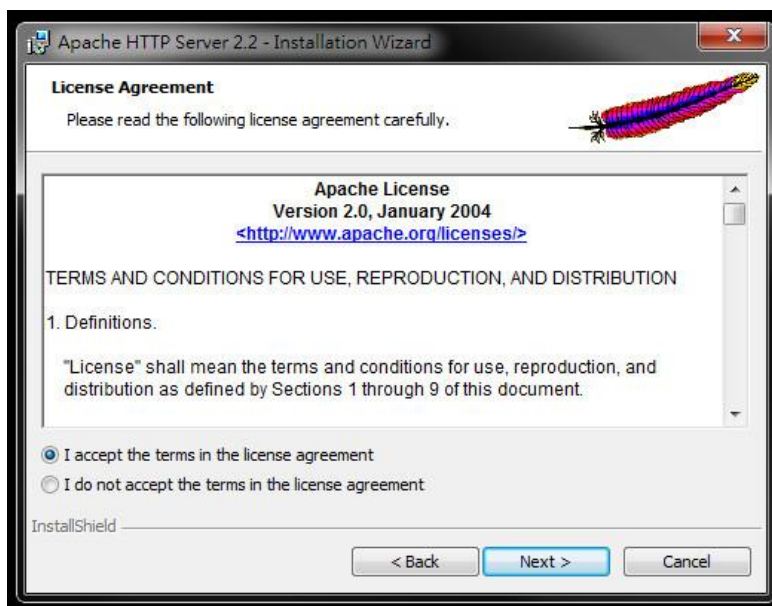 Apache HTTP Server 2.2 - Installation Wizard
License Agreement
Please read the following license agreement carefully.
Apache License
Version 2.0, January 2004
<http://www.apache.org/licenses/>
TERMS AND CONDITIONS FOR USE, REPRODUCTION, AND DISTRIBUTION
1. Definitions.
"License" shall mean the terms and conditions for use, reproduction, and
distribution as defined by Sections 1 through 9 of this document.
I accept the terms in the license agreement
I do not accept the terms in the license agreement
InstallShield
< Back
Next >
Cancel